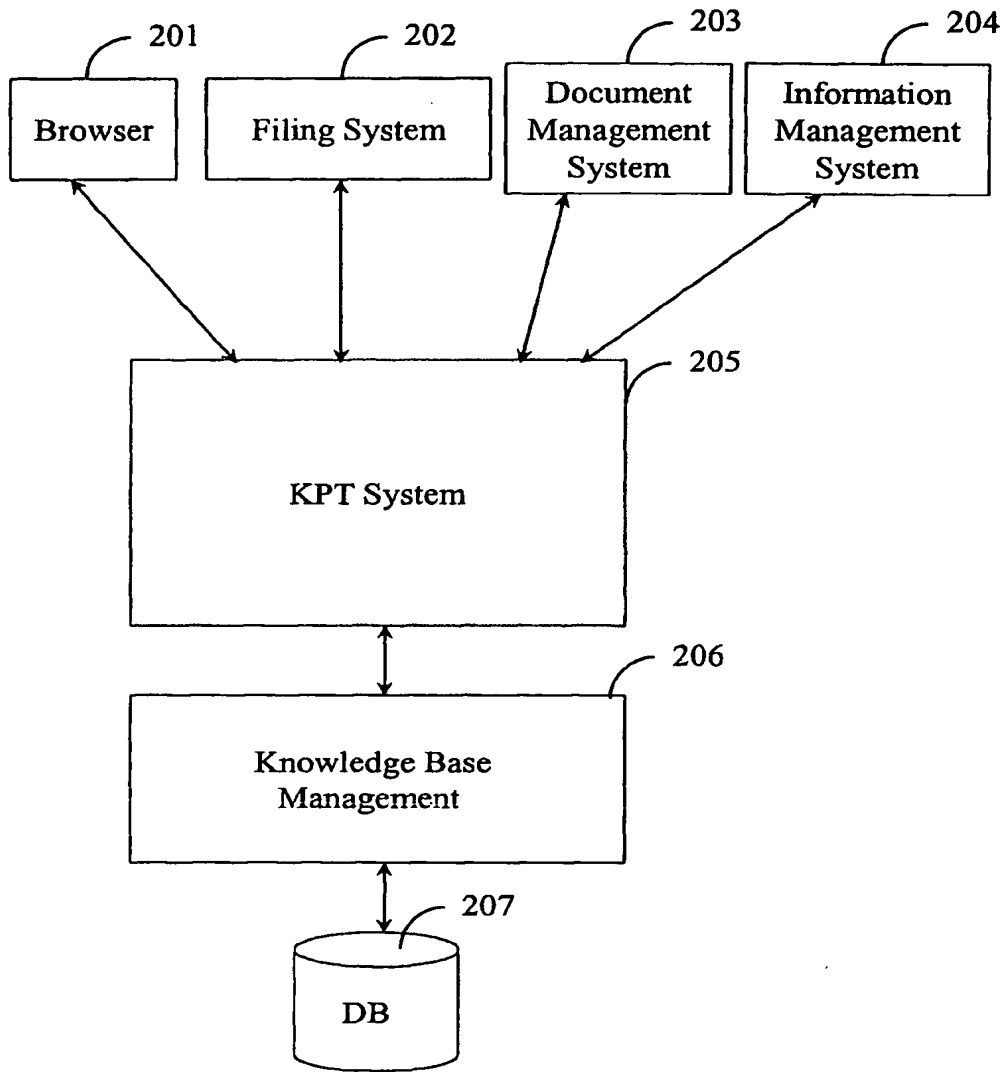 201
202
203
204
Browser
Filing System
Document
Management
System
Information
Management
System
205
KPT System
206
Knowledge Base
Management
207
DB